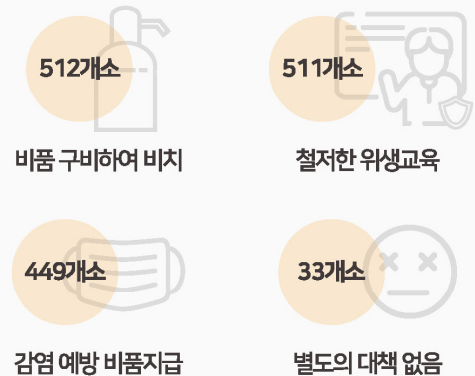 512개소
511개소
비품 구비하여 비치
철저한 위생교육
449개소
33개소
감염 예방 비품지급
별도의 대책 없음